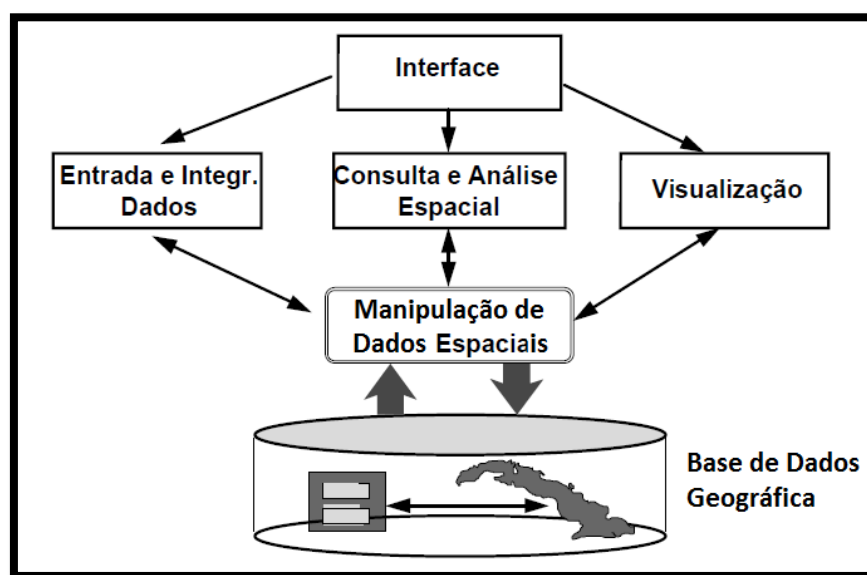 Interface
Entrada e Integr.
Dados
Consulta e Análise
Espacial
Visualização
Manipulação de
Dados Espaciais
Base de Dados
Geográfica